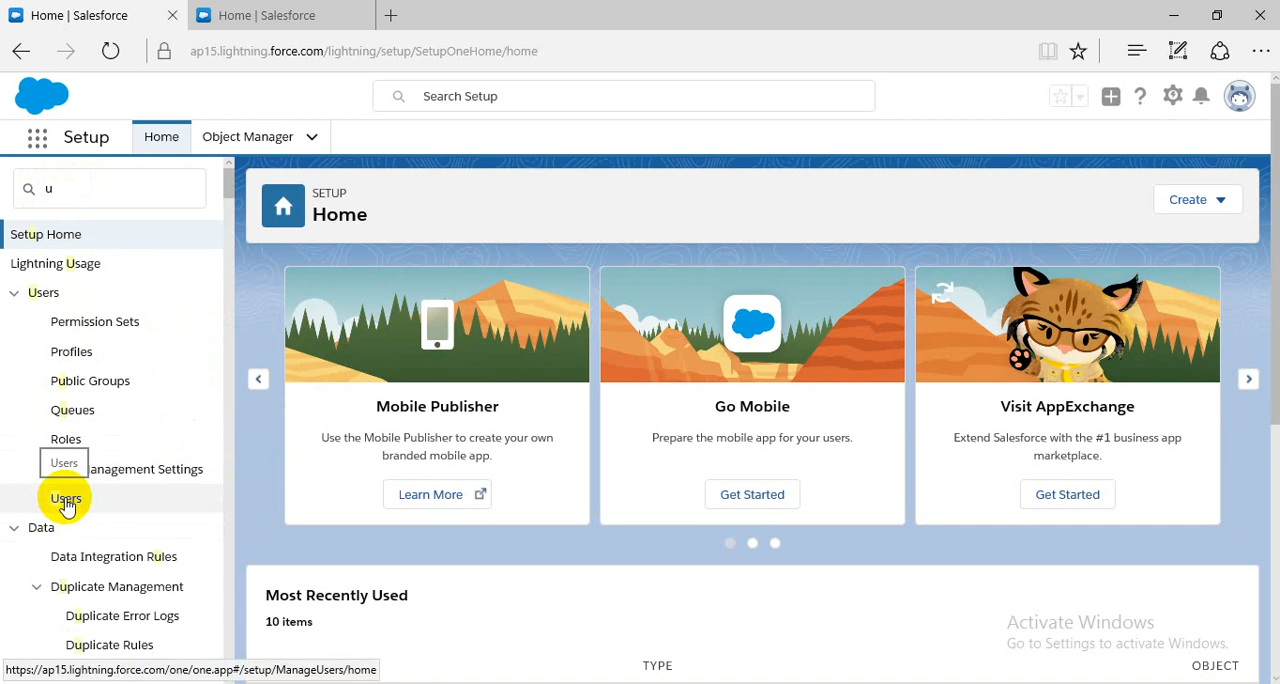 Home | Salesforce
Home | Salesforce
ap15.lightning.force.com/lightning/setup/SetupOneHome/home
Search Setup
Setup
Home
Object Manager
u
Setup Home
Lightning Usage
Users
Permission Sets
Profiles
Public Groups
Queues
Roles
Users
anagement Settings
Users
Data
Data Integration Rules
Duplicate Management
Duplicate Error Logs
Duplicate Rules
https://ap15.lightning.force.com/one/one.app#/setup/ManageUsers/home
SETUP
Home
Create
Mobile Publisher
Use the Mobile Publisher to create your own
branded mobile app.
Learn More
Go Mobile
Prepare the mobile app for your users.
Get Started
Visit AppExchange
Extend Salesforce with the #1 business app
marketplace.
Get Started
Most Recently Used
10 items
TYPE
OBJECT
Activate Windows
Go to Settings to activate Windows.